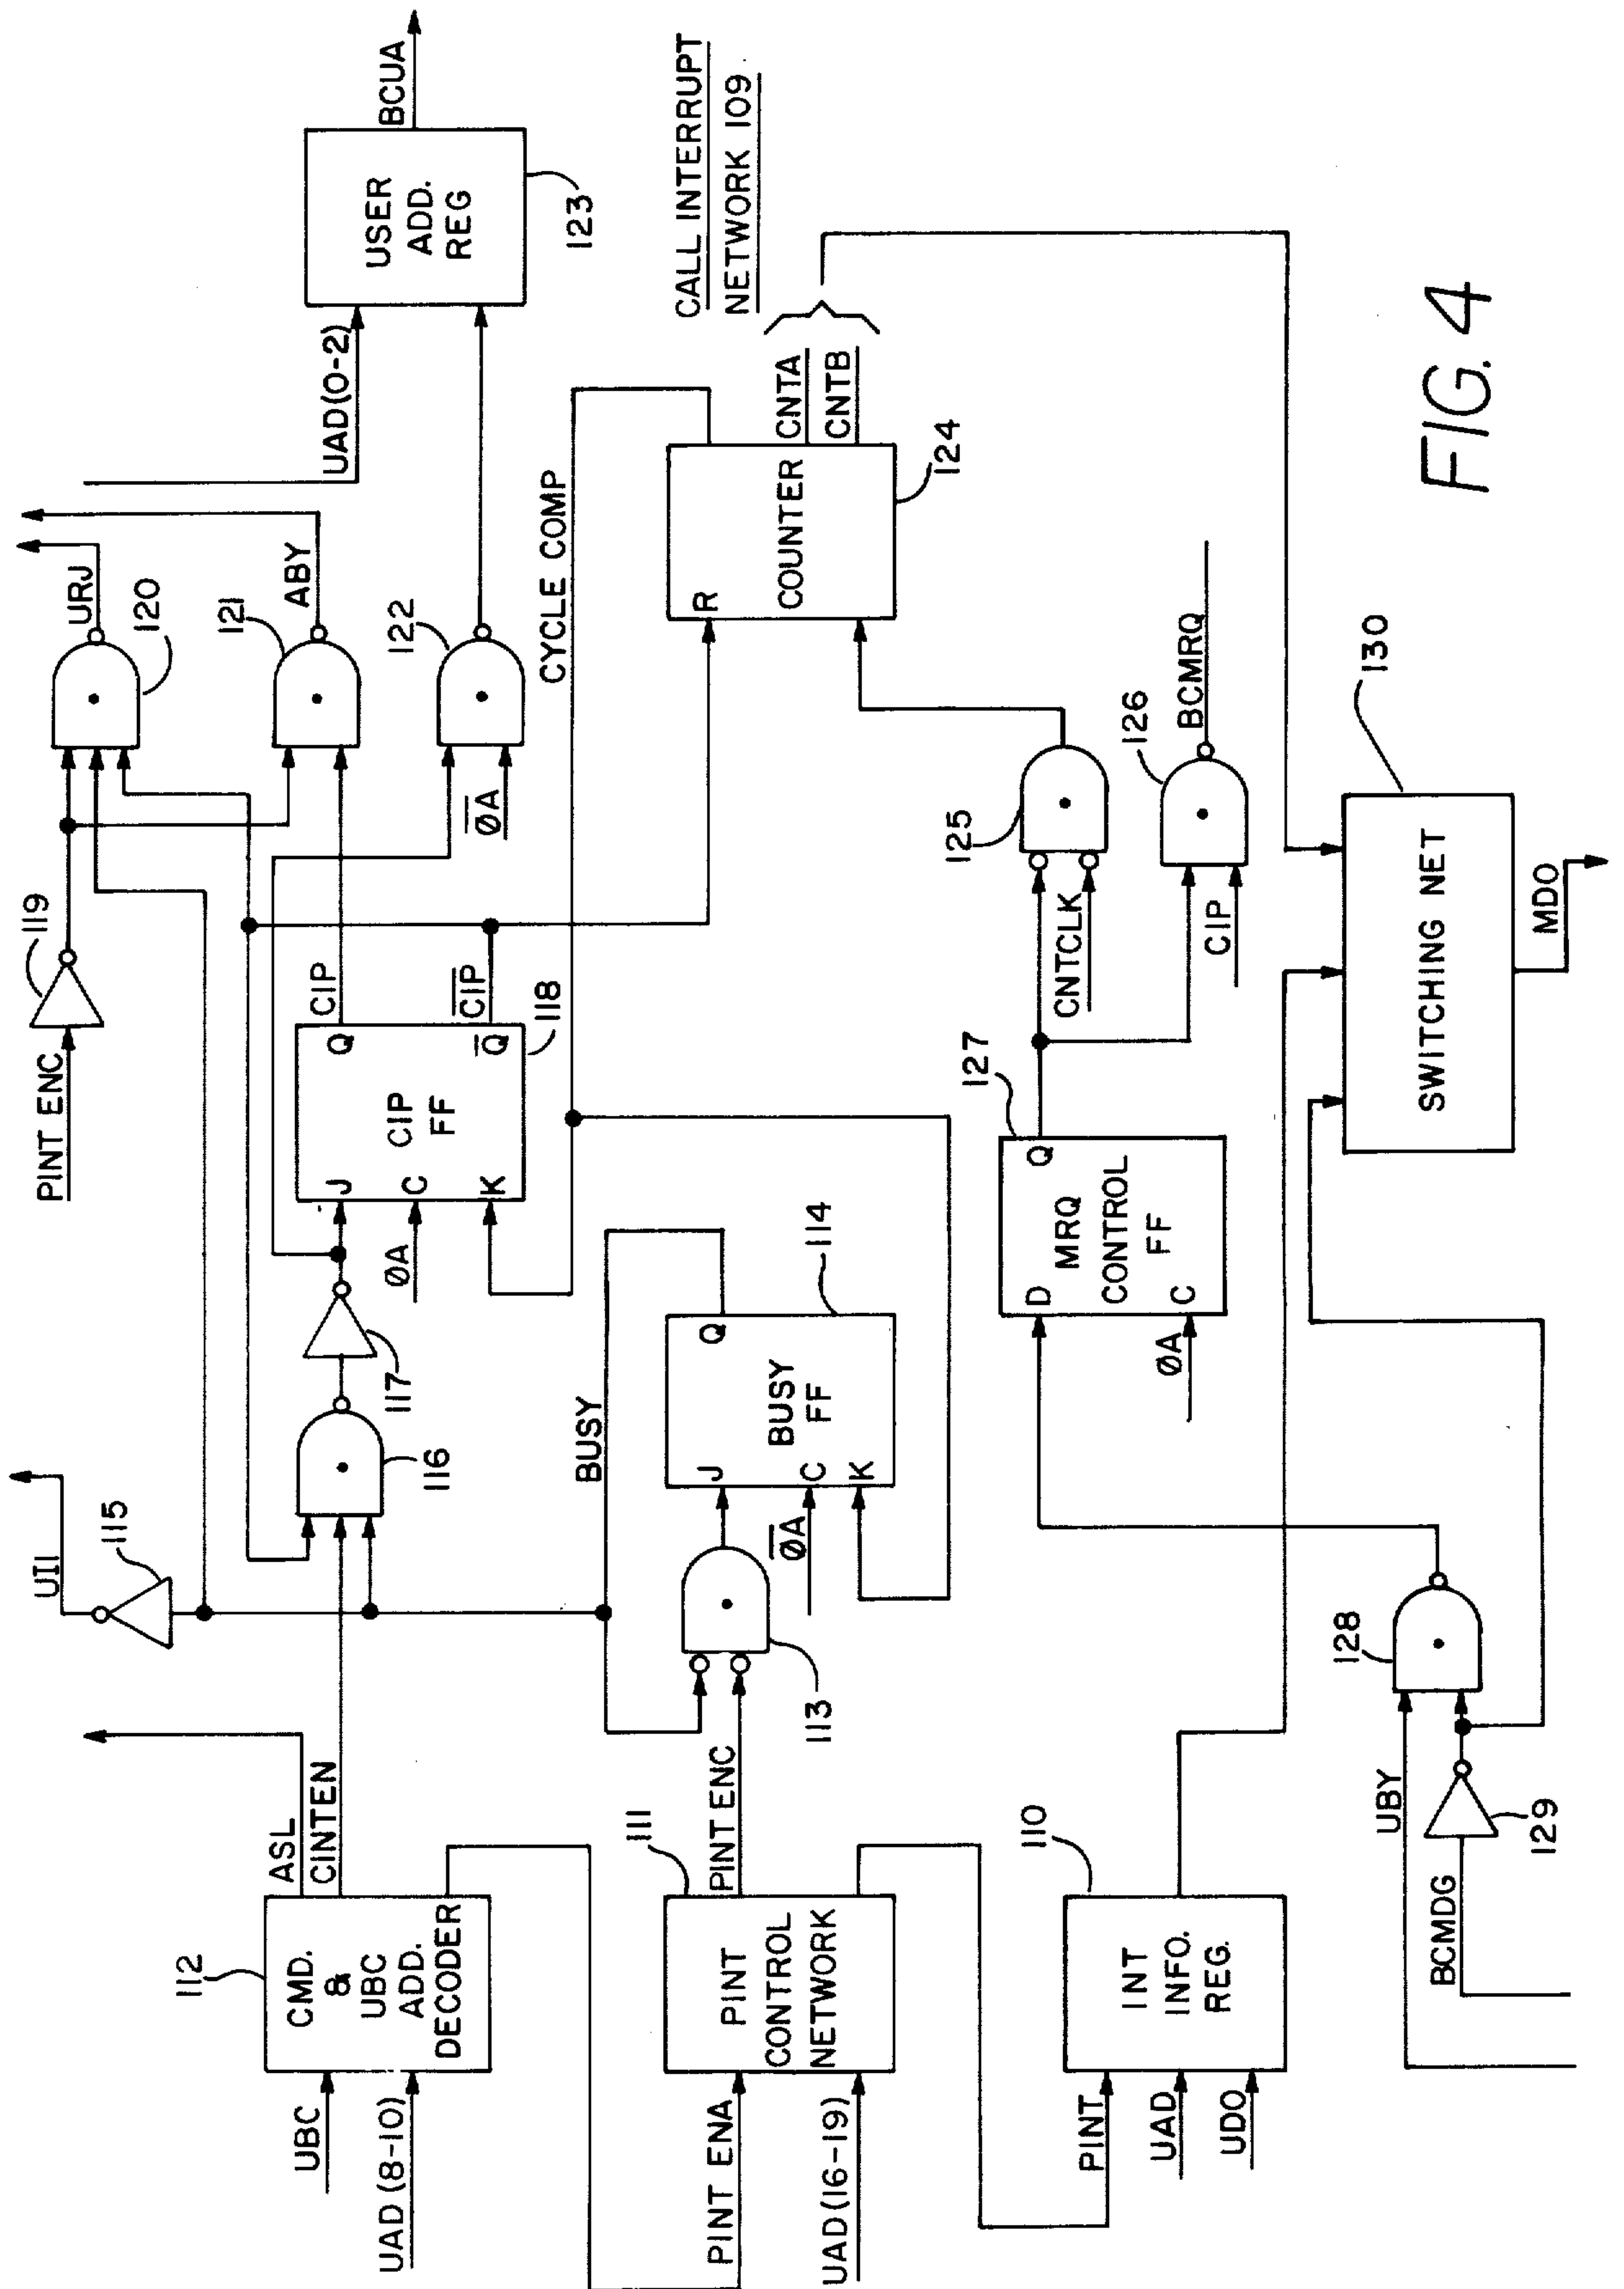 BCUA
USER
ADD.
REG
123
UAD(0-2)
URJ
120
ABY
121
122
ØA
119
PINT ENC
CIP
CIP
J
Q
C
Q
K
CIP
FF
118
ØA
117
116
UII
115
ASL
CINTEN
112
CMD.
&
UBC
ADD.
DECODER
UBC
UAD (8-10)
CALL INTERRUPT
NETWORK 109
CYCLE COMP
CNTA
CNTB
R
COUNTER
124
BUSY
J
Q
C
K
BUSY
FF
114
ØA
113
PINT ENC
111
PINT
CONTROL
NETWORK
PINT ENA
UAD(16-19)
125
CNTCLK
126
BCMRQ
CIP
127
D
Q
C
MRQ
CONTROL
FF
ØA
110
INT
INFO.
REG.
PINT
UAD
UDO
130
SWITCHING NET
MDO
128
UBY
129
BCMDG
FIG. 4